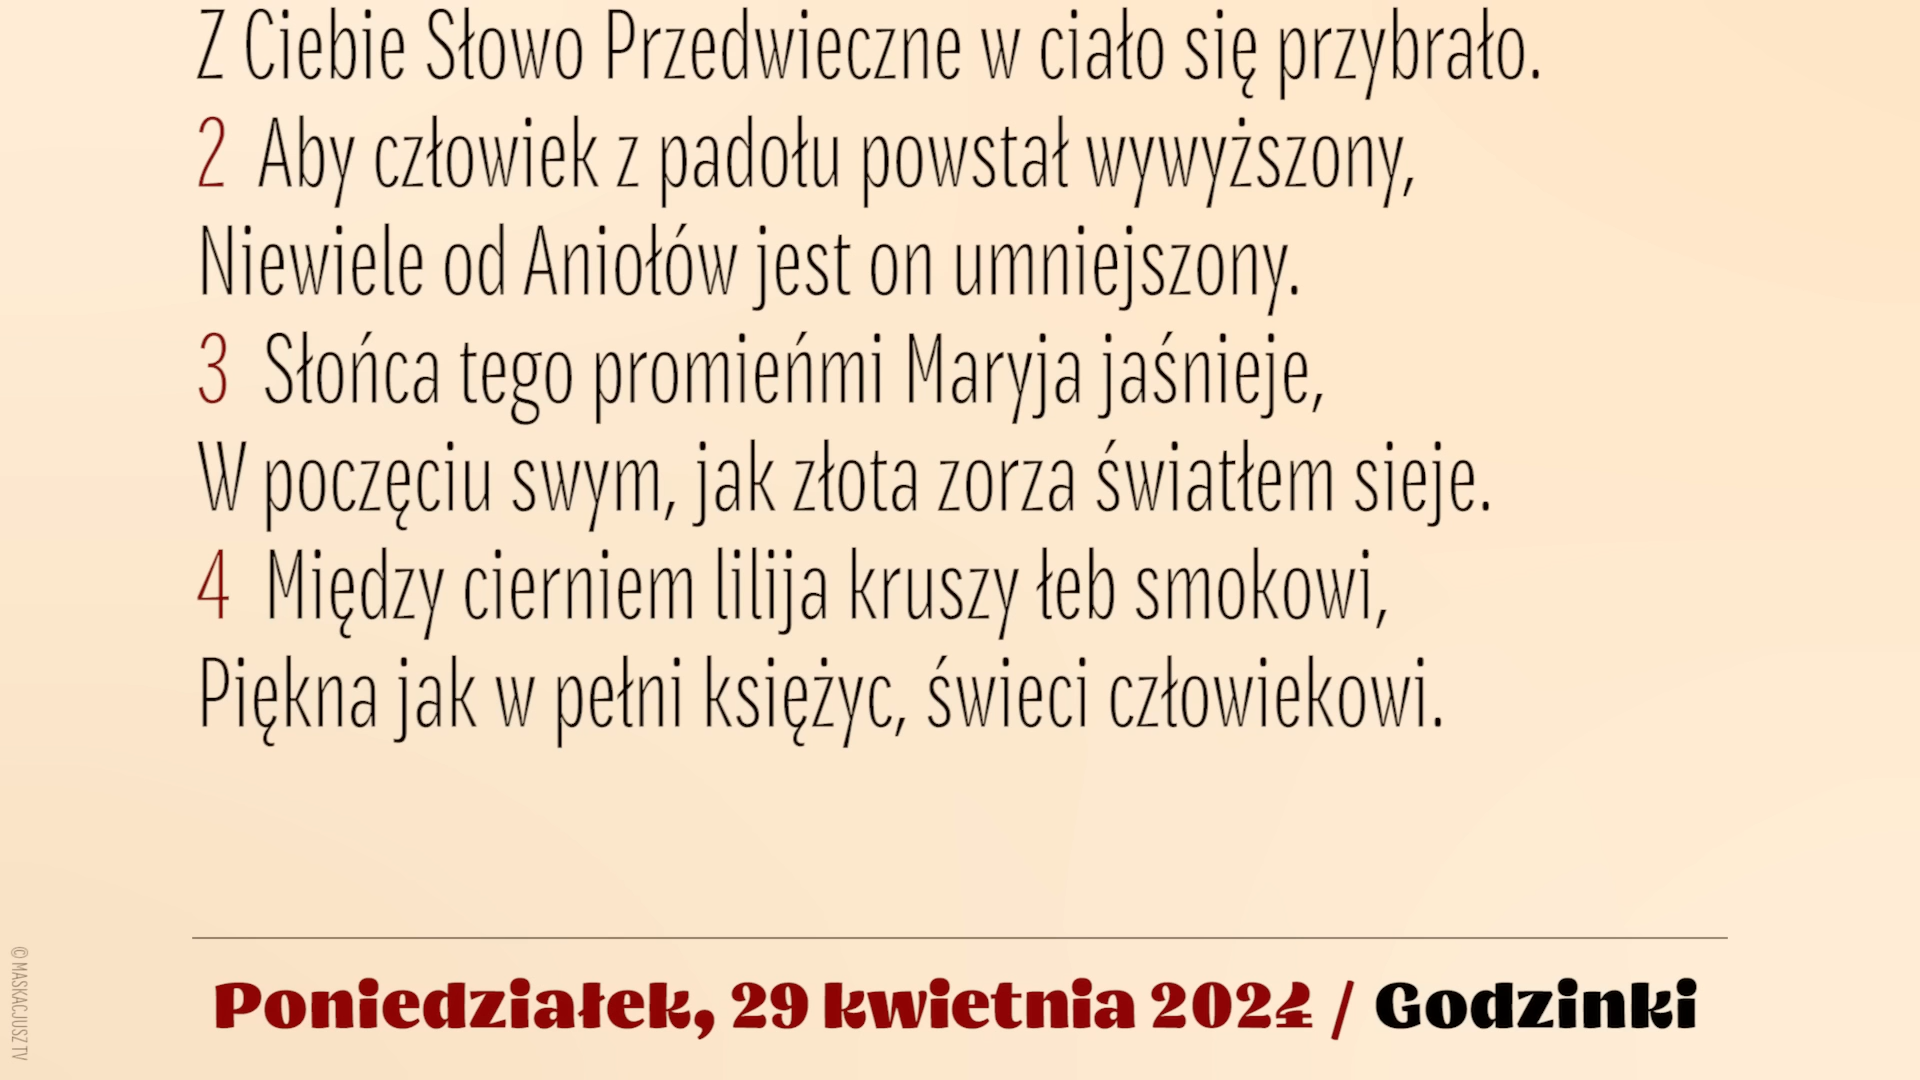 Z Ciebie Słowo Przedwieczne w ciało się przybrało.
2 Aby człowiek z padołu powstał wywyższony,
Niewiele od Aniołów jest on umniejszony.
3 Słońca tego promieńmi Maryja jaśnieje,
W poczęciu swym, jak złota zorza światłem sieje.
4 Między cierniem lilija kruszy łeb smokowi,
Piękna jak w pełni księżyc, świeci człowiekowi.
© MASKACJUSZ TV
Poniedziałek, 29 kwietnia 2024 / Godzinki